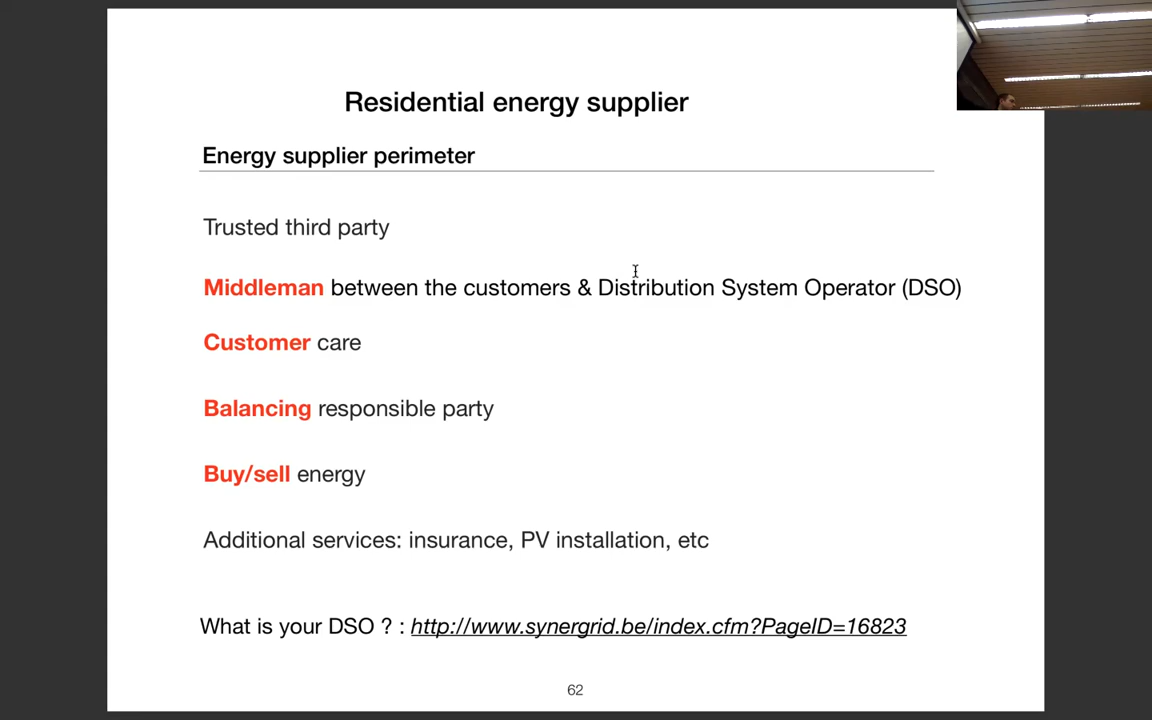 Residential energy supplier
Energy supplier perimeter
Trusted third party
Middleman between the customers & Distribution System Operator (DSO)
Customer care
Balancing responsible party
Buy/sell energy
Additional services: insurance, PV installation, etc
What is your DSO ? : http://www.synergrid.be/index.cfm?PageID=16823
62